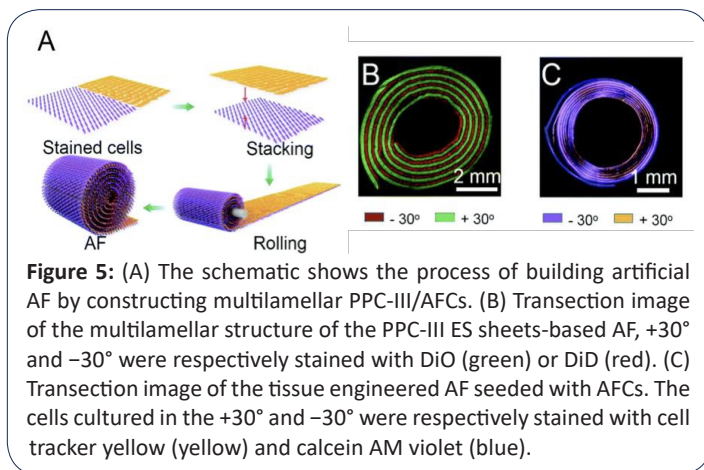 A
Stained cells
Stacking
AF
Rolling
B
2 mm
- 30° + 30°
C
1 mm
- 30° + 30°
Figure 5: (A) The schematic shows the process of building artificial
AF by constructing multilamellar PPC-III/AFCs. (B) Transection image
of the multilamellar structure of the PPC-III ES sheets-based AF, +30°
and −30° were respectively stained with DiO (green) or DiD (red). (C)
Transection image of the tissue engineered AF seeded with AFCs. The
cells cultured in the +30° and −30° were respectively stained with cell
tracker yellow (yellow) and calcein AM violet (blue).